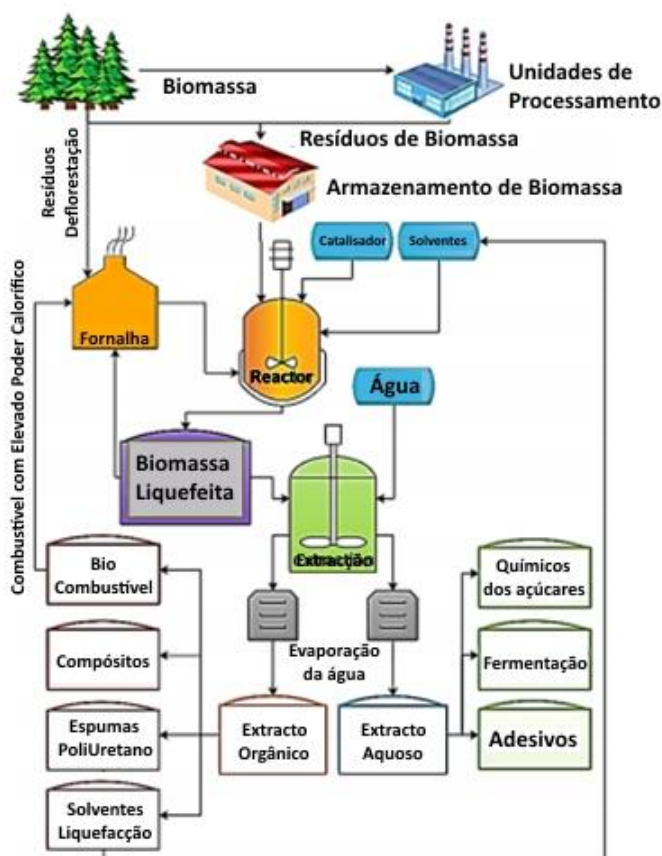 Biomassa
Unidades de
Processamento
Resíduos de Biomassa
Resíduos
Deflorestação
Armazenamento de Biomassa
Catalisador
Solventes
Combustível com Elevado Poder Calorífico
Fornalha
Reactor
Água
Biomassa
Liquefeita
Extracção
Bio
Combustível
Químicos
dos açúcares
Evaporação
da água
Compósitos
Fermentação
Espumas
PoliUretano
Extracto
Orgânico
Extracto
Aquoso
Adesivos
Solventes
Liquefacção